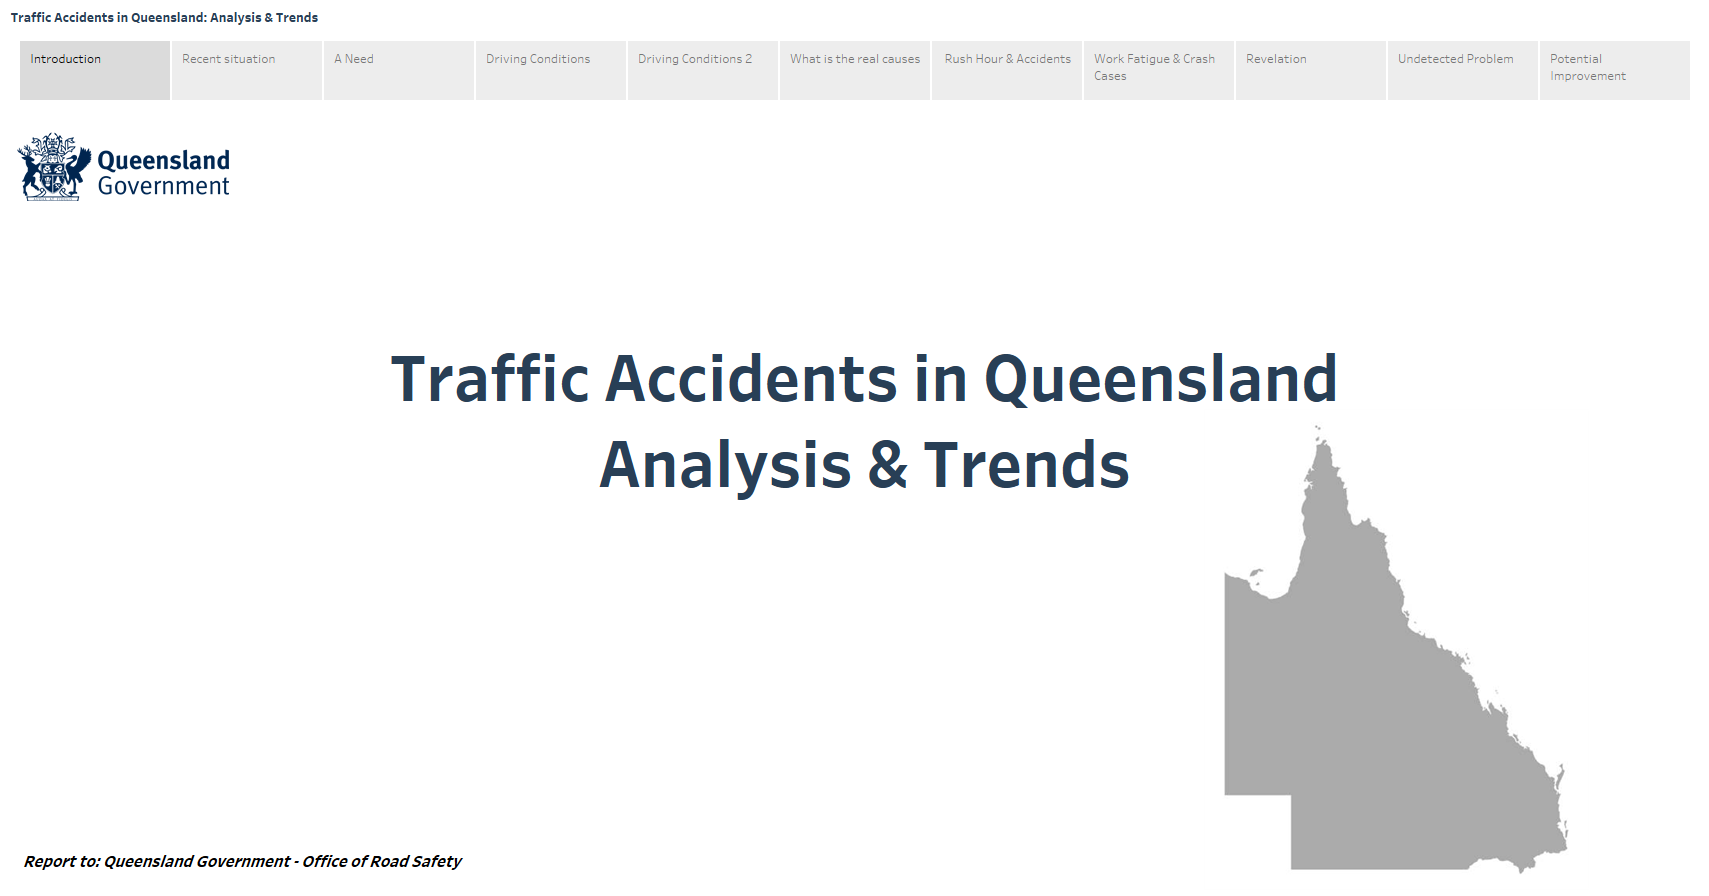 Traffic Accidents in Queensland: Analysis & Trends
Introduction
Recent situation
A Need
Driving Conditions
Driving Conditions 2
What is the real causes
Rush Hour & Accidents
Work Fatigue & Crash
Cases
Revelation
Undetected Problem
Potential
Improvement
Queensland
Government
Traffic Accidents in Queensland
Analysis & Trends
Report to: Queensland Government - Office of Road Safety